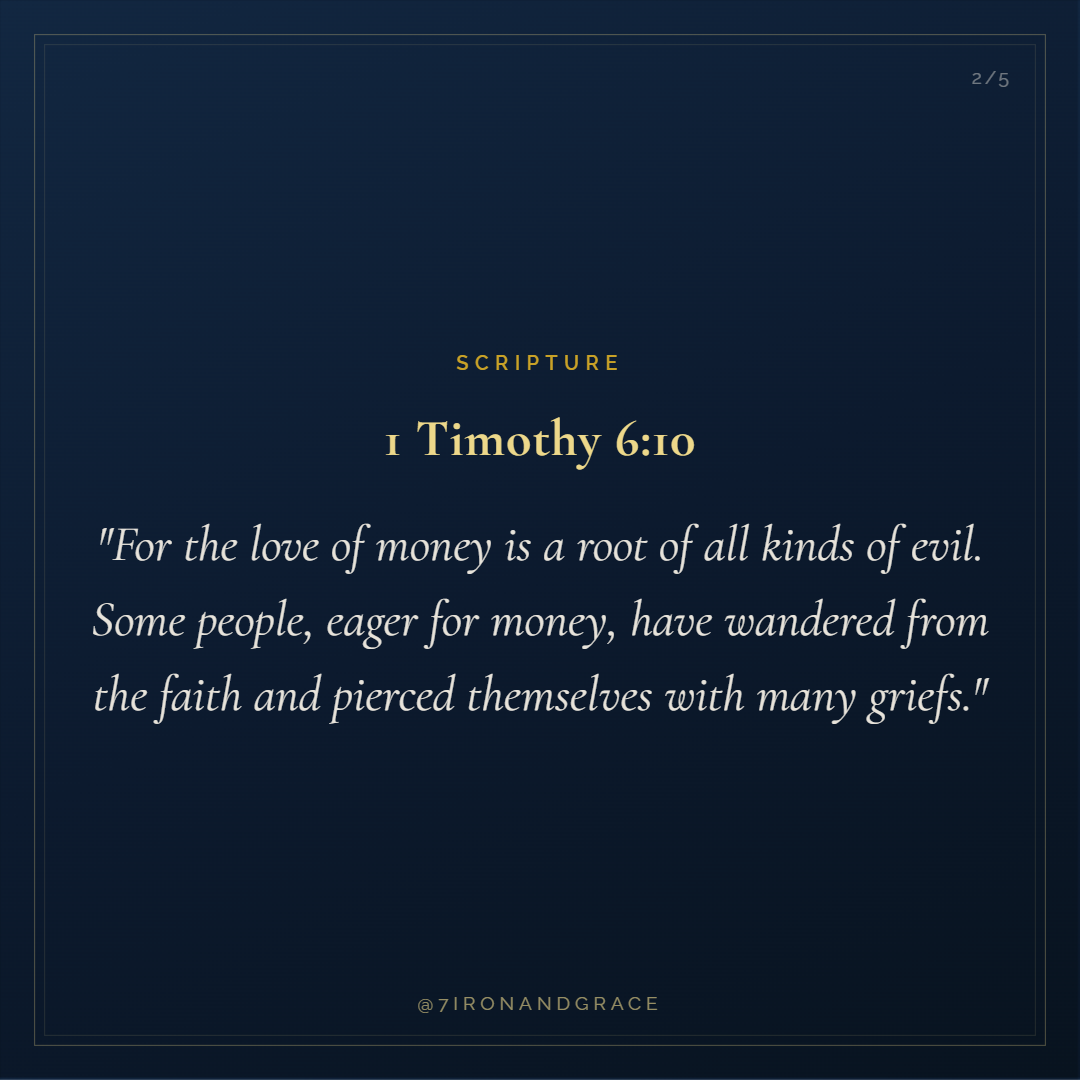 2/5
SCRIPTURE
1 Timothy 6:10
"For the love of money is a root of all kinds of evil.
Some people, eager for money, have wandered from
the faith and pierced themselves with many griefs."
@7IRONANDGRACE